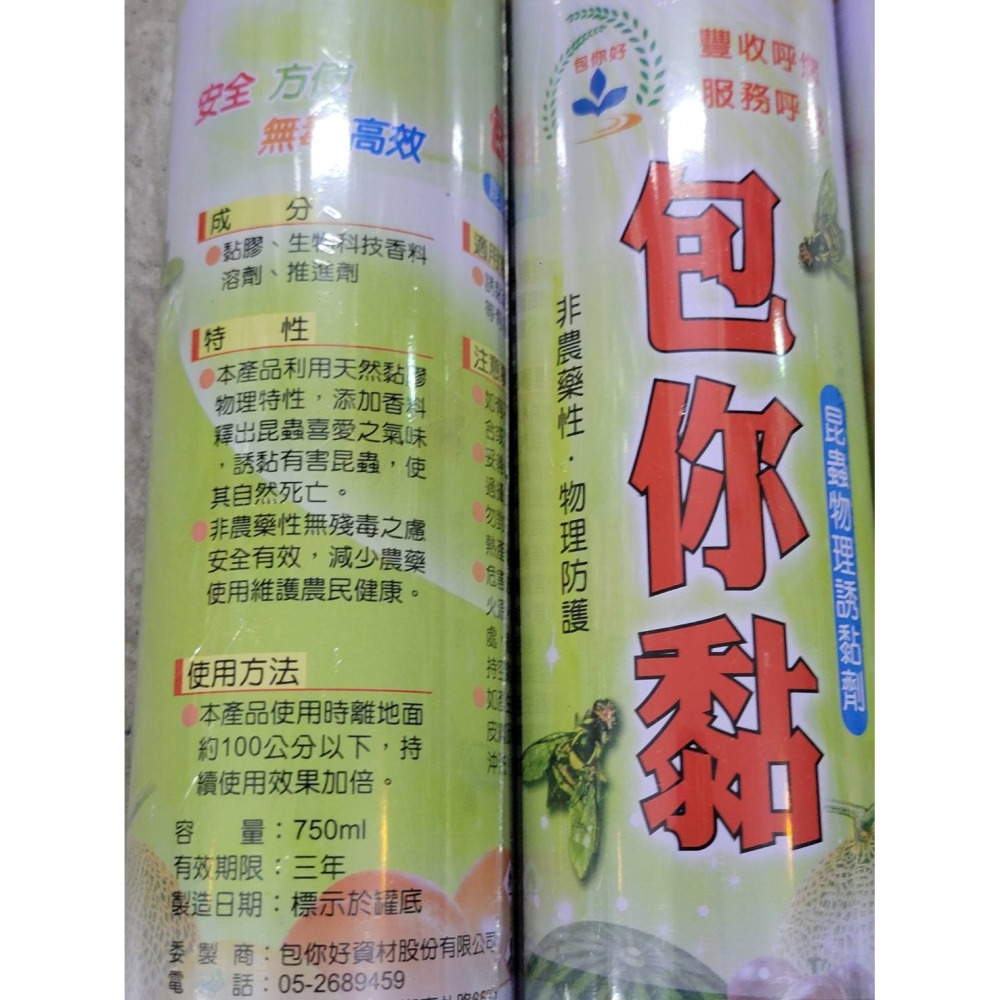 安全 方便
無毒 高效
成 分
●黏膠、生物科技香料
溶劑、推進劑
特 性
●本產品利用天然黏膠
物理特性，添加香料
釋出昆蟲喜愛之氣味
，誘黏有害昆蟲，使
其自然死亡。
●非農藥性無殘毒之慮
安全有效，減少農藥
使用維護農民健康。
使用方法
●本產品使用時離地面
約100公分以下，持
續使用效果加倍。
容 量：750ml
有效期限：三年
製造日期：標示於罐底
委 製 商：包你好資材股份有限公司
電 話：05-2689459
包你好
豐收呼
服務呼
包你黏
非農藥性．物理防護
昆蟲物理誘黏劑